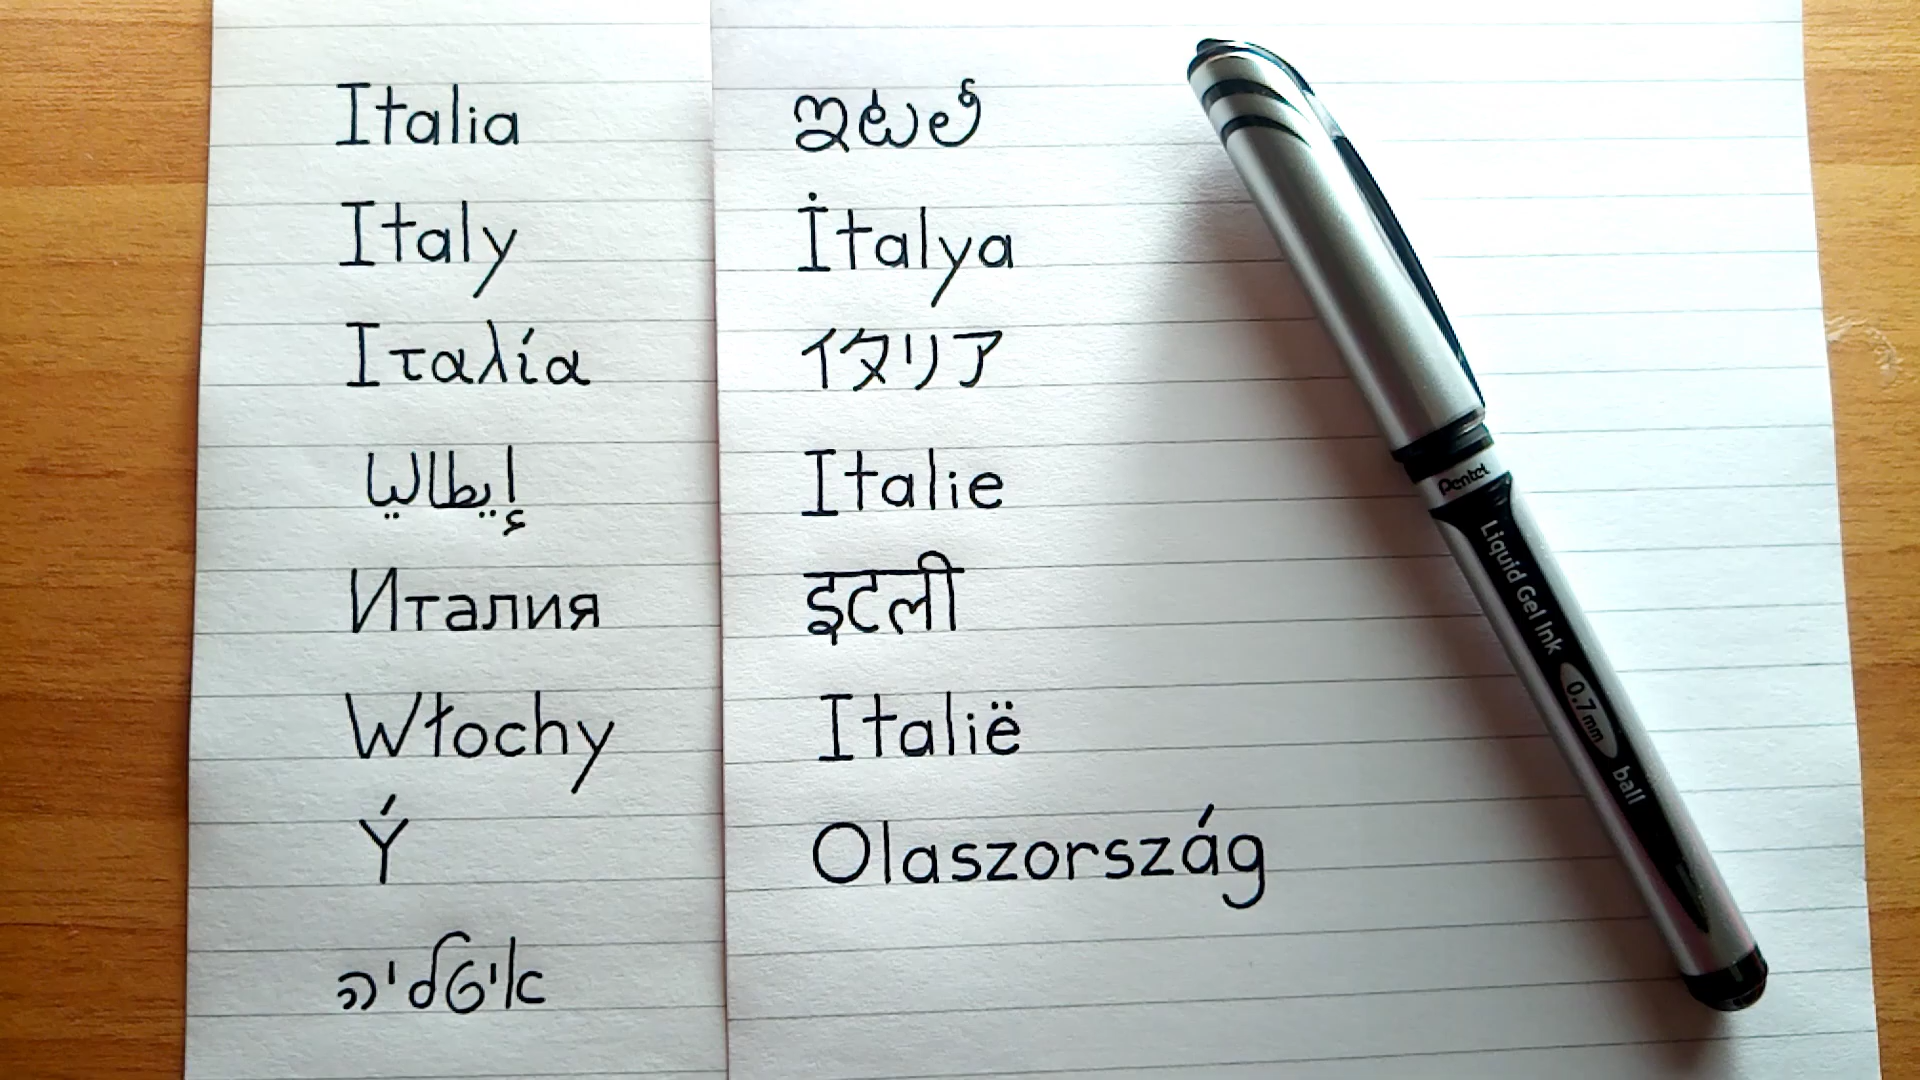 Italia
Italy
Ιταλία
إيطاليا
Италия
Włochy
Ý
איטליה
ఇటలీ
İtalya
イタリア
Italie
इटली
Italië
Olaszország
Pentel
Liquid Gel Ink 0.7 mm ball